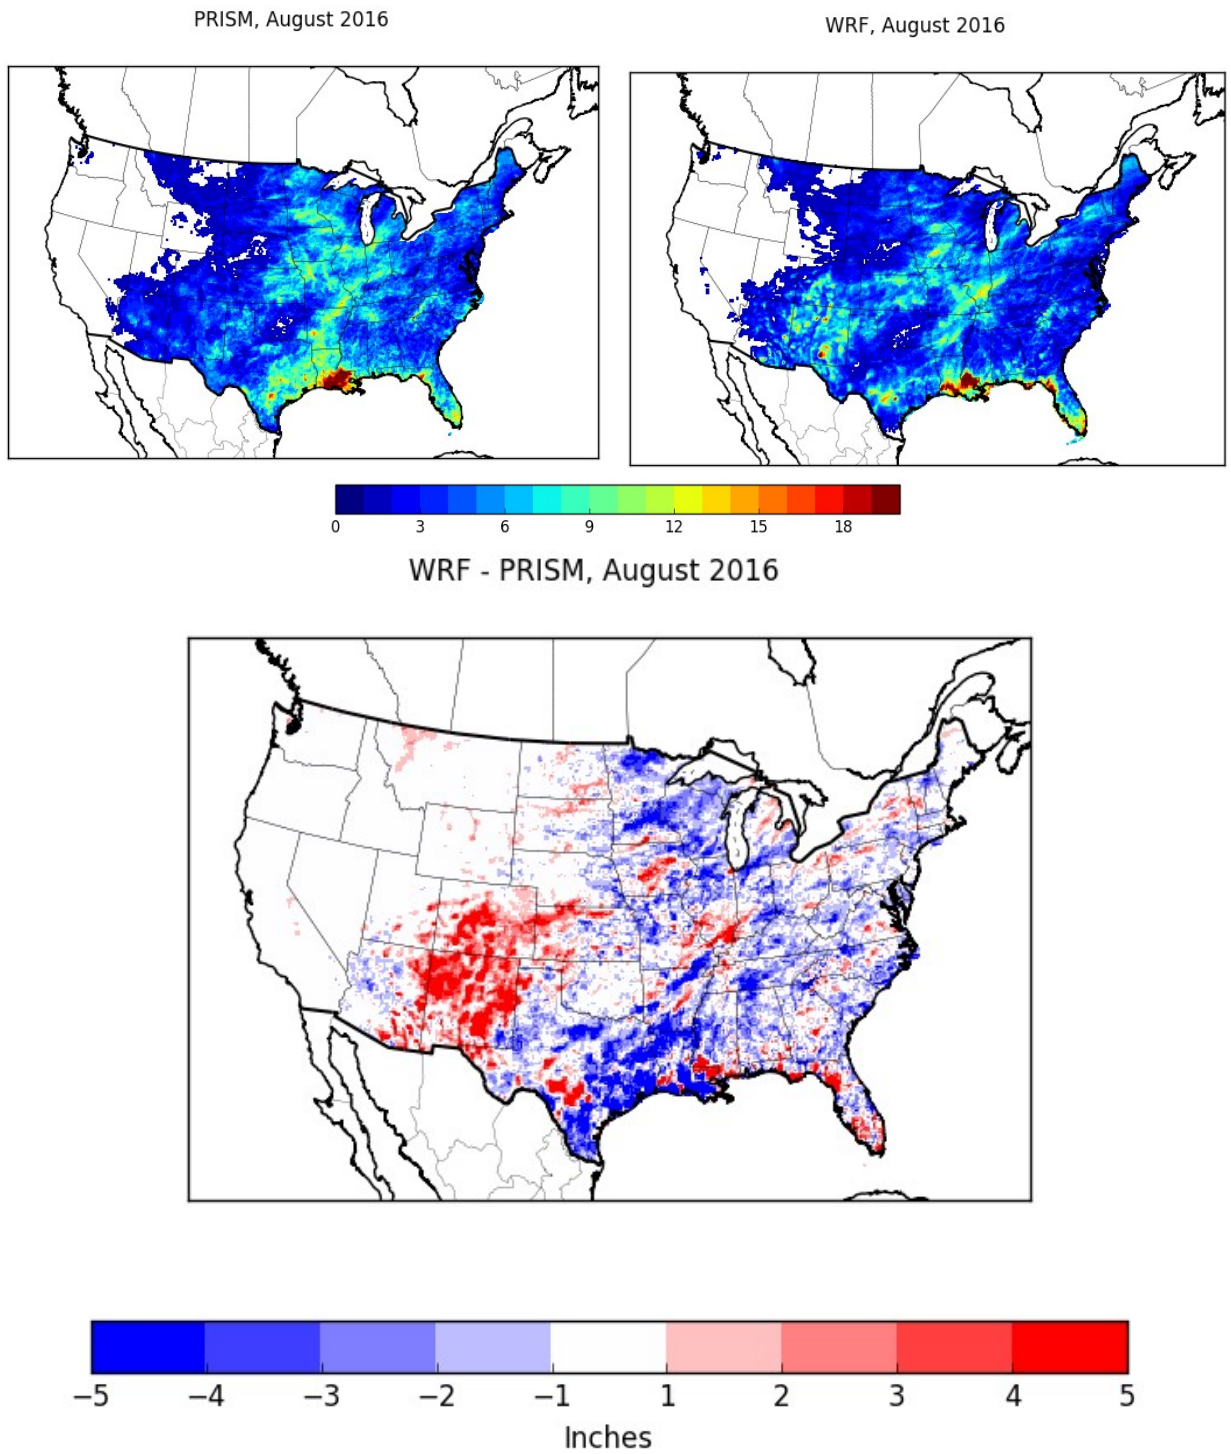 PRISM, August 2016
WRF, August 2016
0 3 6 9 12 15 18
WRF - PRISM, August 2016
−5 −4 −3 −2 −1 1 2 3 4 5
Inches